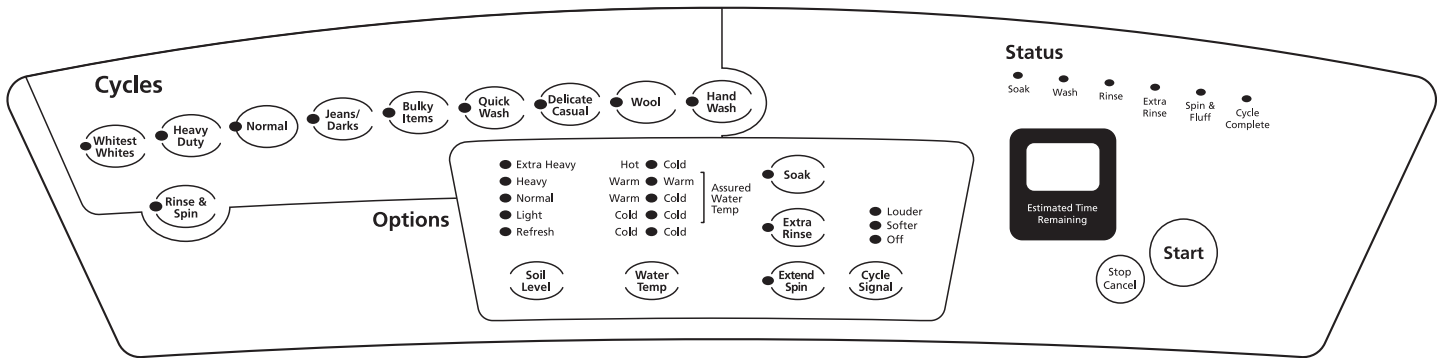 Cycles
Whitest
Whites
Heavy
Duty
Normal
Jeans/
Darks
Bulky
Items
Quick
Wash
Delicate
Casual
Wool
Hand
Wash
Rinse &
Spin
Options
Extra Heavy
Heavy
Normal
Light
Refresh
Soil
Level
Hot Cold
Warm Warm
Warm Cold
Cold Cold
Cold Cold
Assured
Water
Temp
Water
Temp
Soak
Extra
Rinse
Extend
Spin
Louder
Softer
Off
Cycle
Signal
Status
Soak
Wash
Rinse
Extra
Rinse
Spin &
Fluff
Cycle
Complete
Estimated Time
Remaining
Stop
Cancel
Start